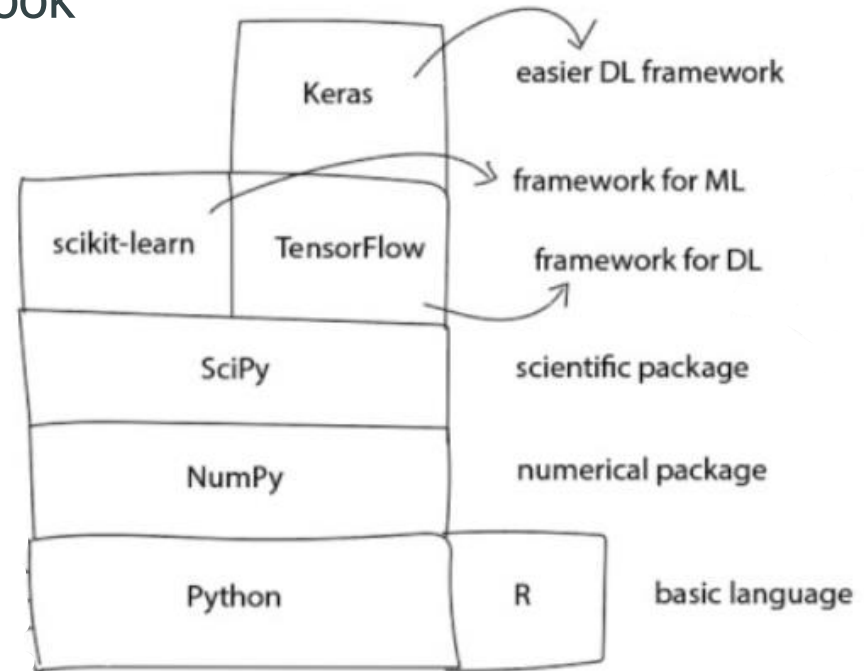 Keras
easier DL framework
framework for ML
scikit-learn
TensorFlow
framework for DL
SciPy
scientific package
NumPy
numerical package
Python
R
basic language